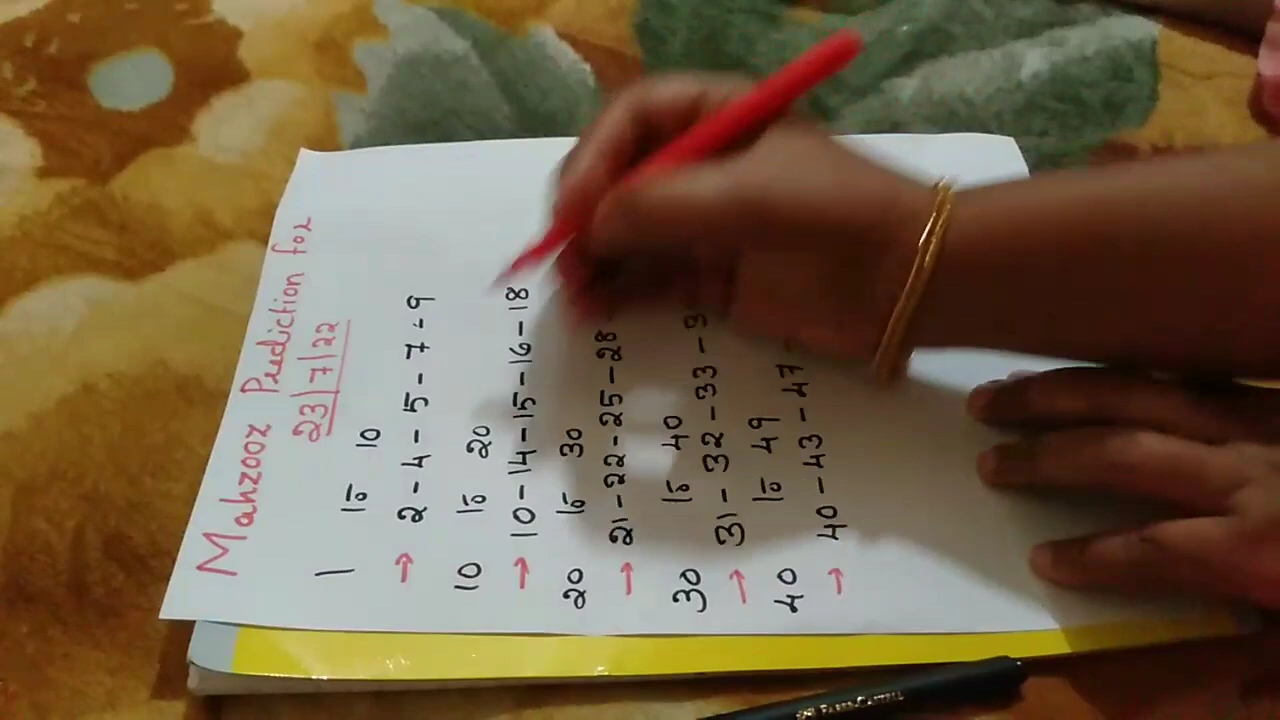 Mahzooz Prediction for
23/7/22
1 to 10
→ 2-4-5-7-9
10 to 20
→ 10-14-15-16-18
20 to 30
→ 21-22-25-28
30 to 40
→ 31-32-33-
40 to 49
→ 40-43-47
FABER-CASTELL